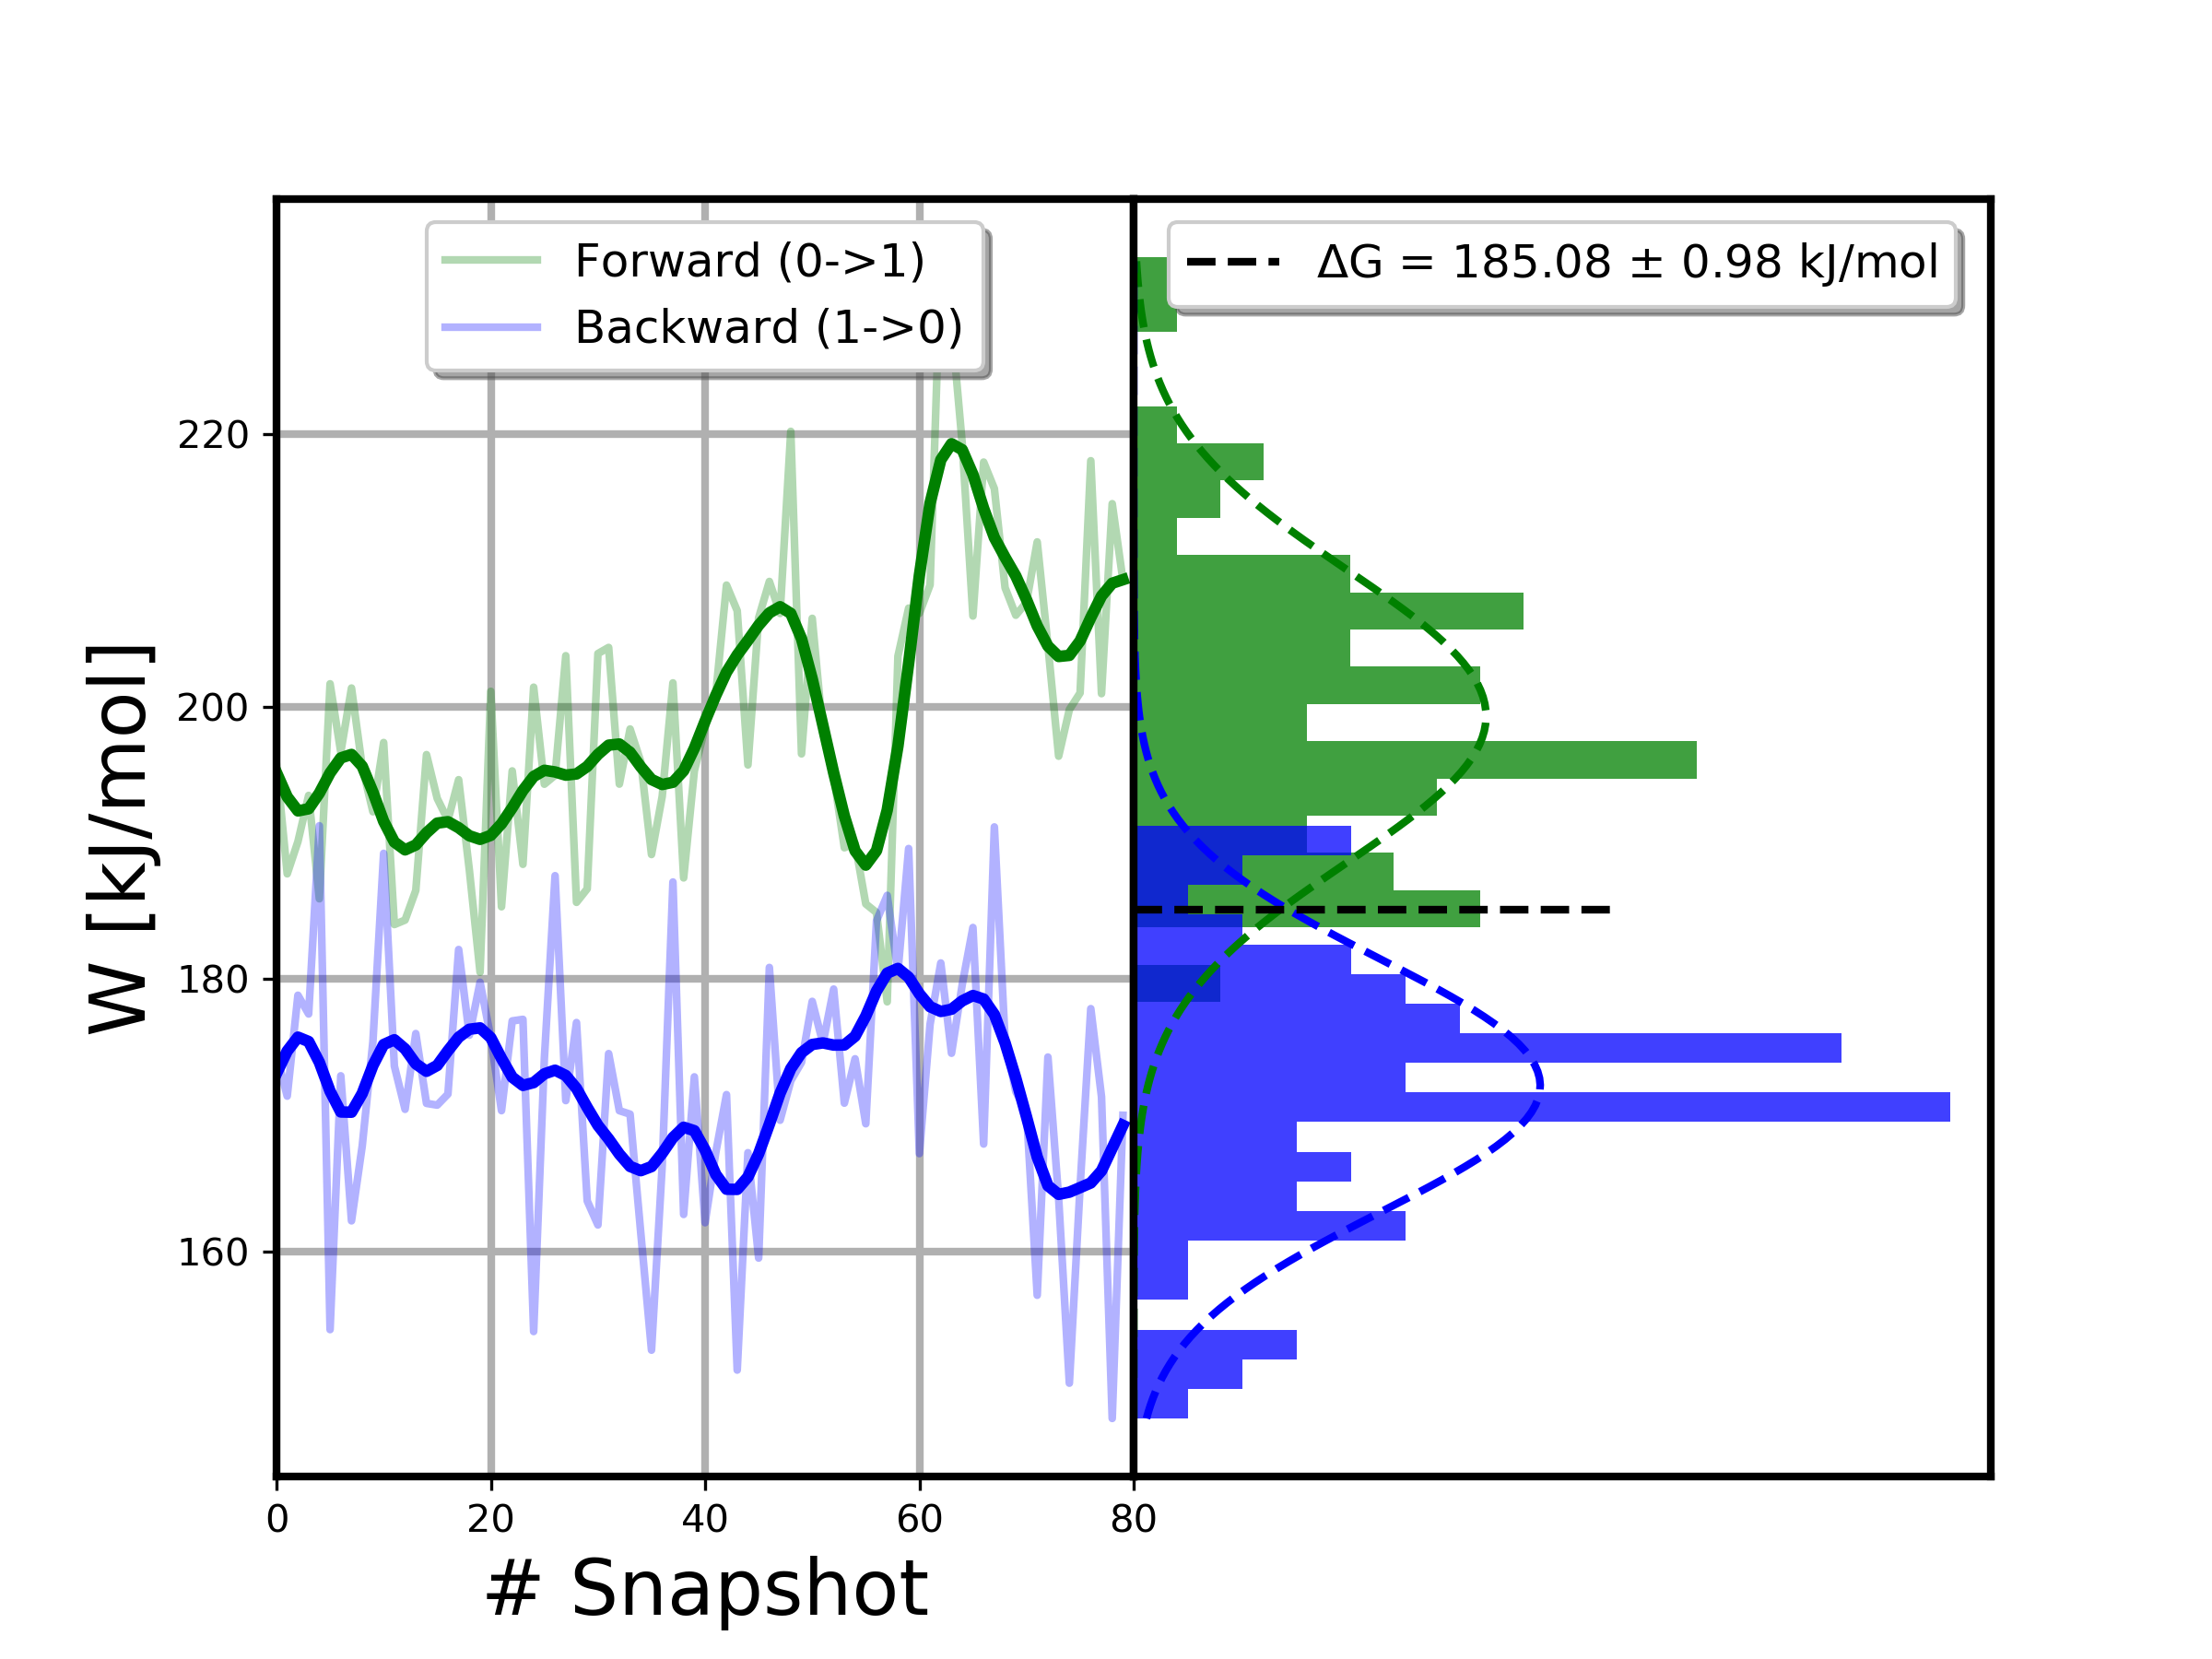 Forward (0->1)
Backward (1->0)
ΔG = 185.08 ± 0.98 kJ/mol
220
200
180
160
W [kJ/mol]
0 20 40 60 80
# Snapshot